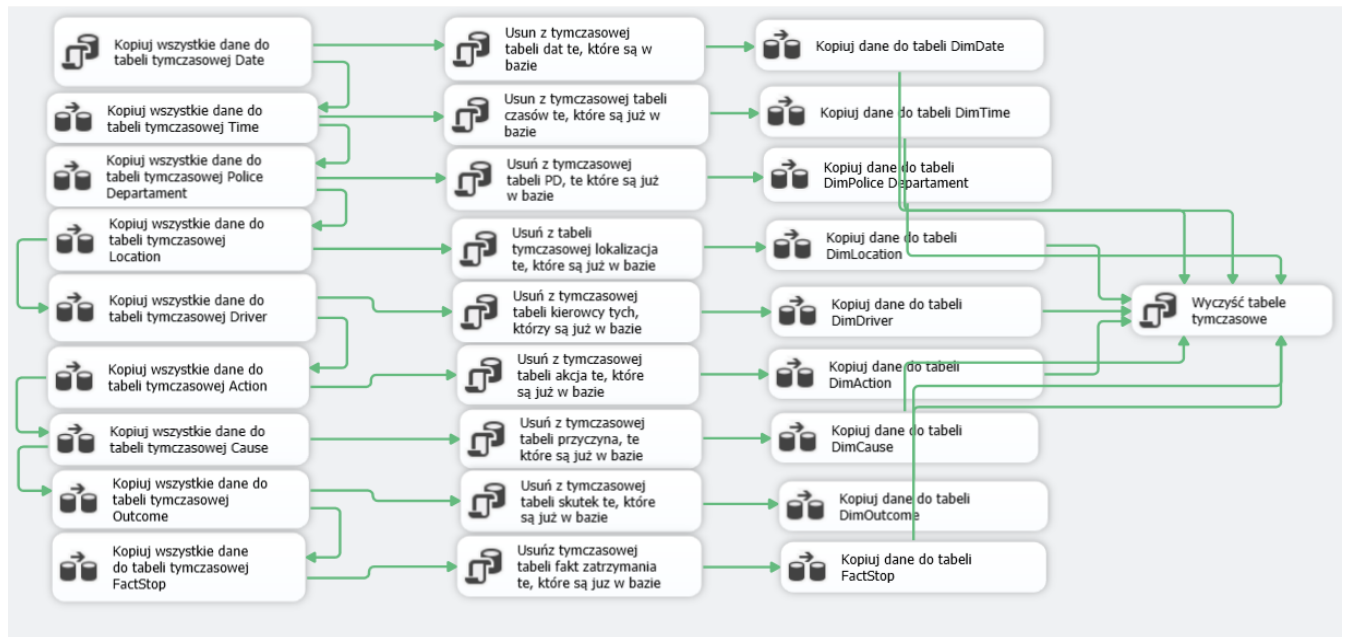 Kopiuj wszystkie dane do
tabeli tymczasowej Date
Usun z tymczasowej
tabeli dat te, które są w
bazie
Kopiuj dane do tabeli DimDate
Kopiuj wszystkie dane do
tabeli tymczasowej Time
Usun z tymczasowej tabeli
czasów te, które są już w
bazie
Kopiuj dane do tabeli DimTime
Kopiuj wszystkie dane do
tabeli tymczasowej Police
Departament
Usuń z tymczasowej
tabeli PD, te które są już
w bazie
Kopiuj dane do tabeli
DimPolice Departament
Kopiuj wszystkie dane do
tabeli tymczasowej
Location
Usuń z tabeli
tymczasowej lokalizacja
te, które są już w bazie
Kopiuj dane do tabeli
DimLocation
Kopiuj wszystkie dane do
tabeli tymczasowej Driver
Usuń z tymczasowej
tabeli kierowcy tych,
którzy są już w bazie
Kopiuj dane do tabeli
DimDriver
Wyczyść tabele
tymczasowe
Kopiuj wszystkie dane do
tabeli tymczasowej Action
Usuń z tymczasowej
tabeli akcja te, które
są już w bazie
Kopiuj dane do tabeli
DimAction
Kopiuj wszystkie dane do
tabeli tymczasowej Cause
Usuń z tymczasowej
tabeli przyczyna, te
które są już w bazie
Kopiuj dane do tabeli
DimCause
Kopiuj wszystkie dane do
tabeli tymczasowej
Outcome
Usuń z tymczasowej
tabeli skutek te, które
są już w bazie
Kopiuj dane do tabeli
DimOutcome
Kopiuj wszystkie dane
do tabeli tymczasowej
FactStop
Usuńz tymczasowej
tabeli fakt zatrzymania
te, które są juz w bazie
Kopiuj dane do tabeli
FactStop